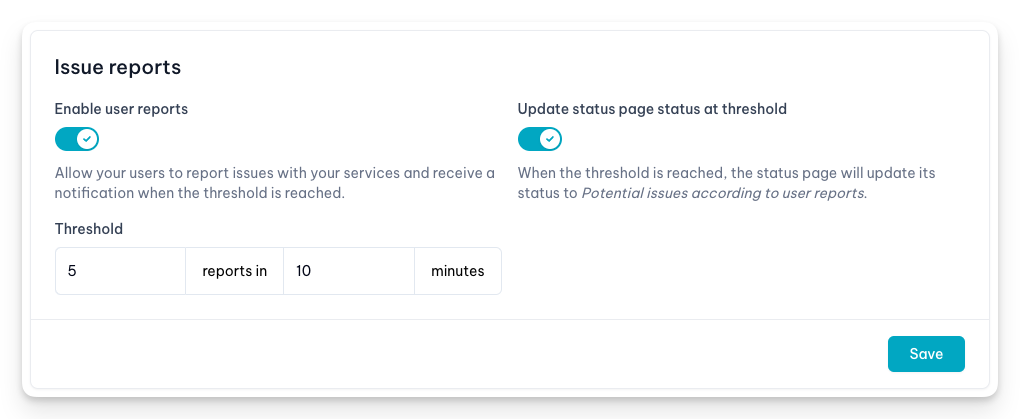 Issue reports
Enable user reports
Allow your users to report issues with your services and receive a
notification when the threshold is reached.
Update status page status at threshold
When the threshold is reached, the status page will update its
status to Potential issues according to user reports.
Threshold
5 reports in 10 minutes
Save